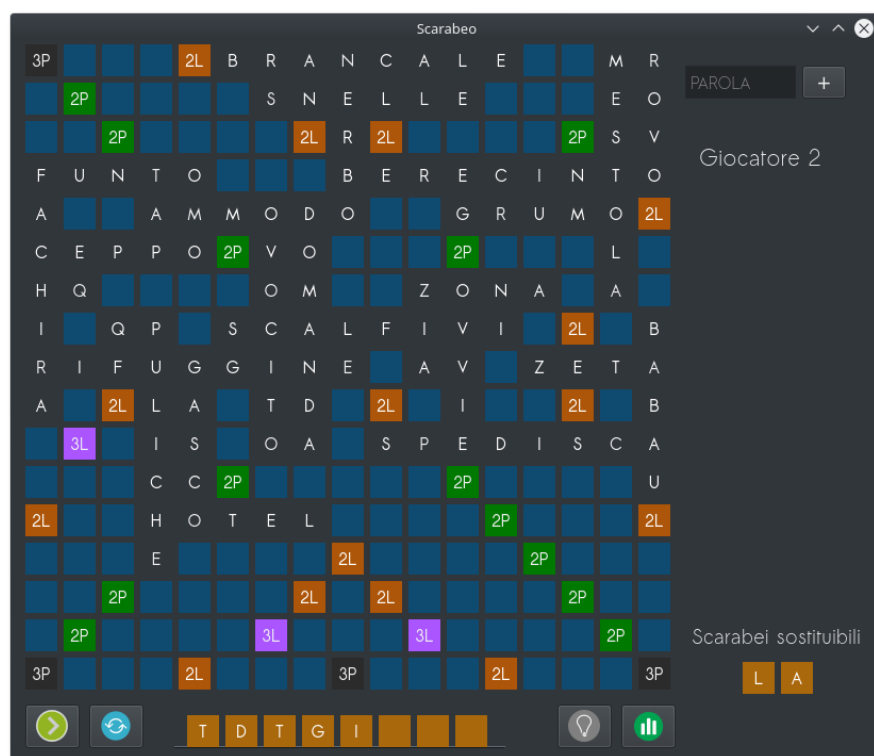 Scarabeo
3P 2L B R A N C A L E M R
2P S N E L L E E O
2P 2L R 2L 2P S V
F U N T O B E R E C I N T O
A A M M O D O G R U M O 2L
C E P P O 2P V O 2P L
H Q O M Z O N A A
I Q P S C A L F I V I 2L B
R I F U G G I N E A V Z E T A
A 2L L A T D 2L I 2L B
3L I S O A S P E D I S C A
C C 2P 2P U
2L H O T E L 2P 2L
E 2L 2P
2P 2L 2L 2P
2P 3L 3L 2P
3P 2L 3P 2L 3P
T D T G I
PAROLA +
Giocatore 2
Scarabei sostituibili
L A